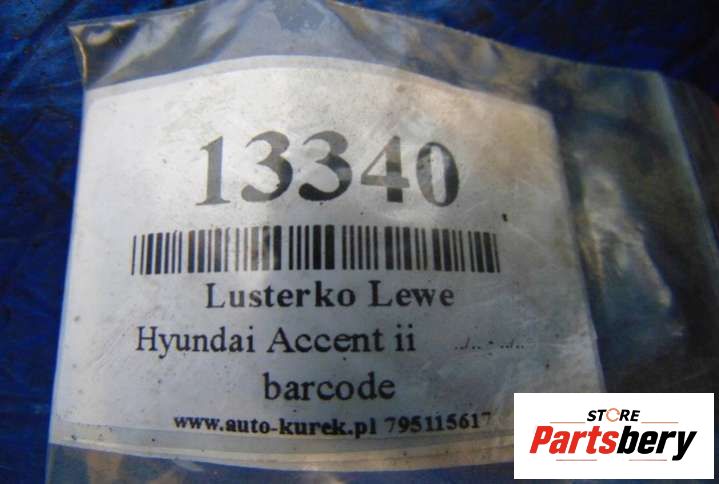 13340
Lusterko Lewe
Hyundai Accent ii
barcode
www.auto-kurek.pl 795115617
STORE
Partsbery